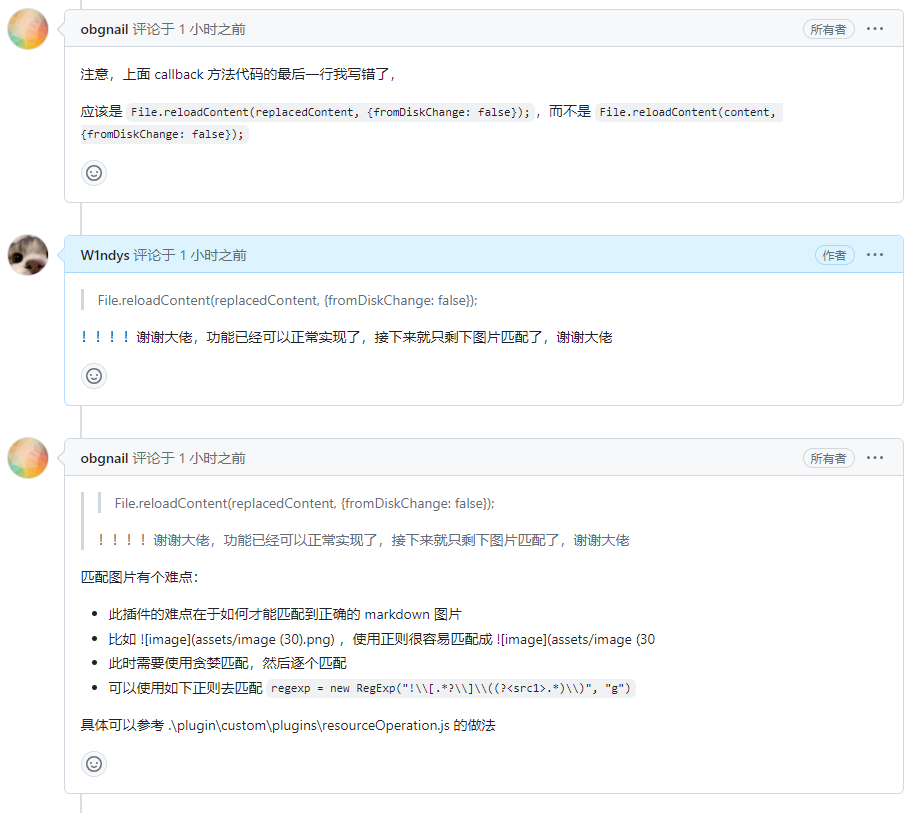 obgnail 评论于 1 小时之前 所有者 ···
注意，上面 callback 方法代码的最后一行我写错了，
应该是 File.reloadContent(replacedContent, {fromDiskChange: false}); ，而不是 File.reloadContent(content,
{fromDiskChange: false});
W1ndys 评论于 1 小时之前 作者 ···
File.reloadContent(replacedContent, {fromDiskChange: false});
！！！！谢谢大佬，功能已经可以正常实现了，接下来就只剩下图片匹配了，谢谢大佬
obgnail 评论于 1 小时之前 所有者 ···
File.reloadContent(replacedContent, {fromDiskChange: false});
！！！！谢谢大佬，功能已经可以正常实现了，接下来就只剩下图片匹配了，谢谢大佬
匹配图片有个难点：
• 此插件的难点在于如何才能匹配到正确的 markdown 图片
• 比如 ![image](assets/image (30).png) ，使用正则很容易匹配成 ![image](assets/image (30
• 此时需要使用贪婪匹配，然后逐个匹配
• 可以使用如下正则去匹配 regexp = new RegExp("!\\[.*?\\]\\((?<src1>.*)\\)", "g")
具体可以参考 .\plugin\custom\plugins\resourceOperation.js 的做法